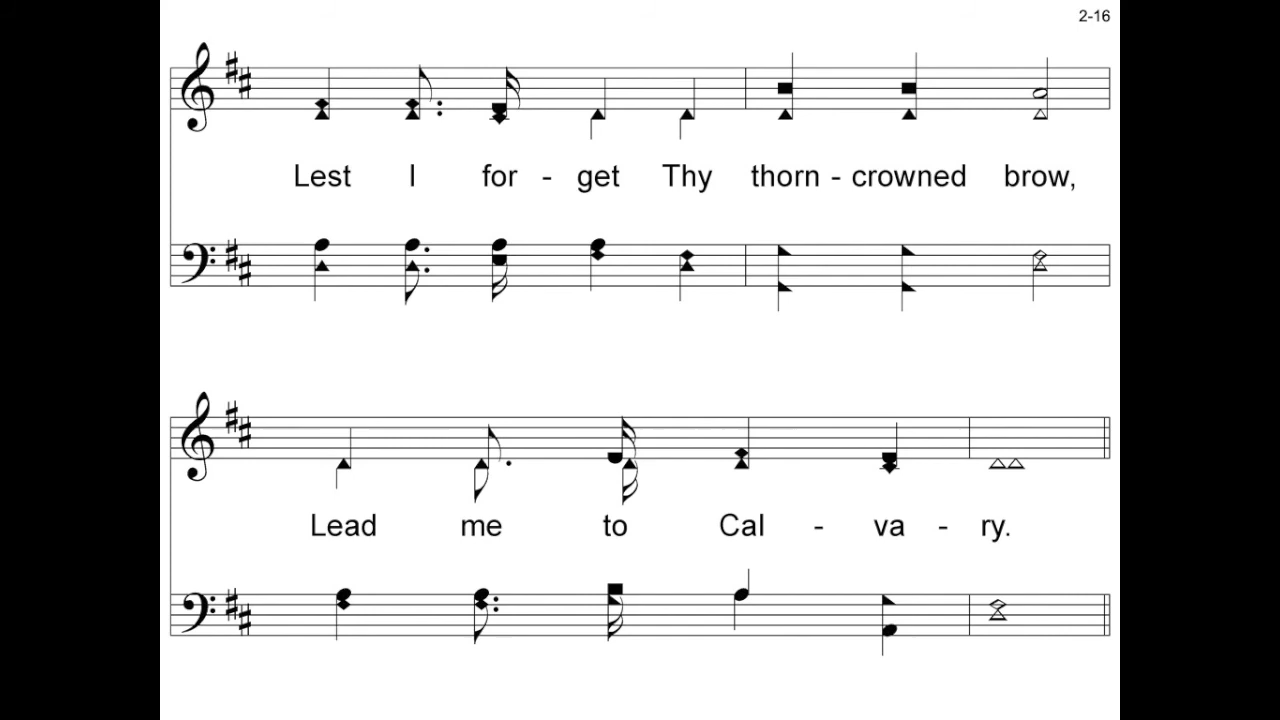 2-16
Lest I for - get Thy thorn - crowned brow,
Lead me to Cal - va - ry.